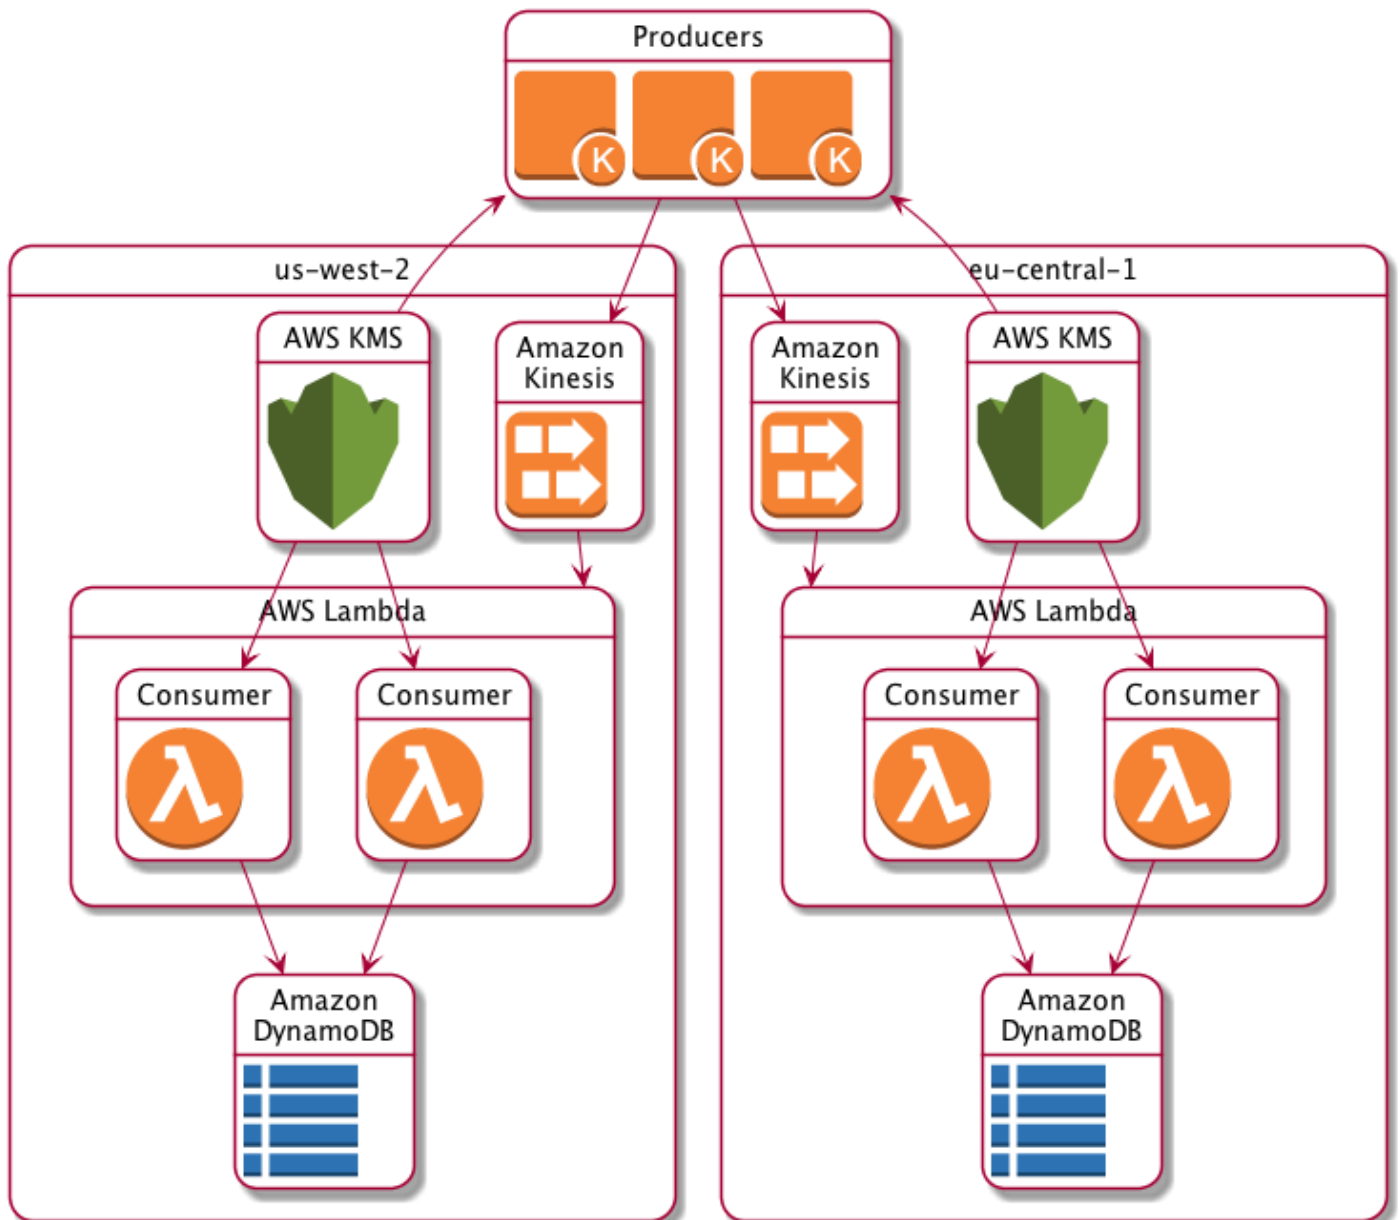 Producers
K K K
us-west-2
AWS KMS
Amazon
Kinesis
AWS Lambda
Consumer
λ
Consumer
λ
Amazon
DynamoDB
eu-central-1
Amazon
Kinesis
AWS KMS
AWS Lambda
Consumer
λ
Consumer
λ
Amazon
DynamoDB